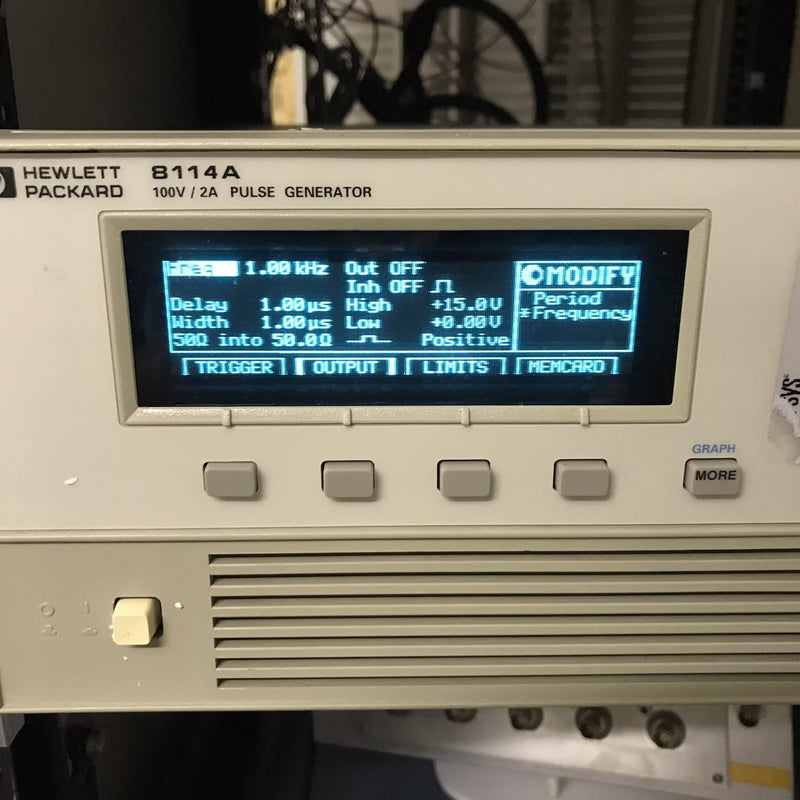 HEWLETT
PACKARD
8114A
100V / 2A PULSE GENERATOR
Freq 1.00 kHz Out OFF
Inh OFF
Delay 1.00 µs High +15.0 V
Width 1.00 µs Low +0.00 V
50Ω into 50.0 Ω Positive
MODIFY
Period
*Frequency
TRIGGER OUTPUT LIMITS MEMCARD
GRAPH
MORE
O I